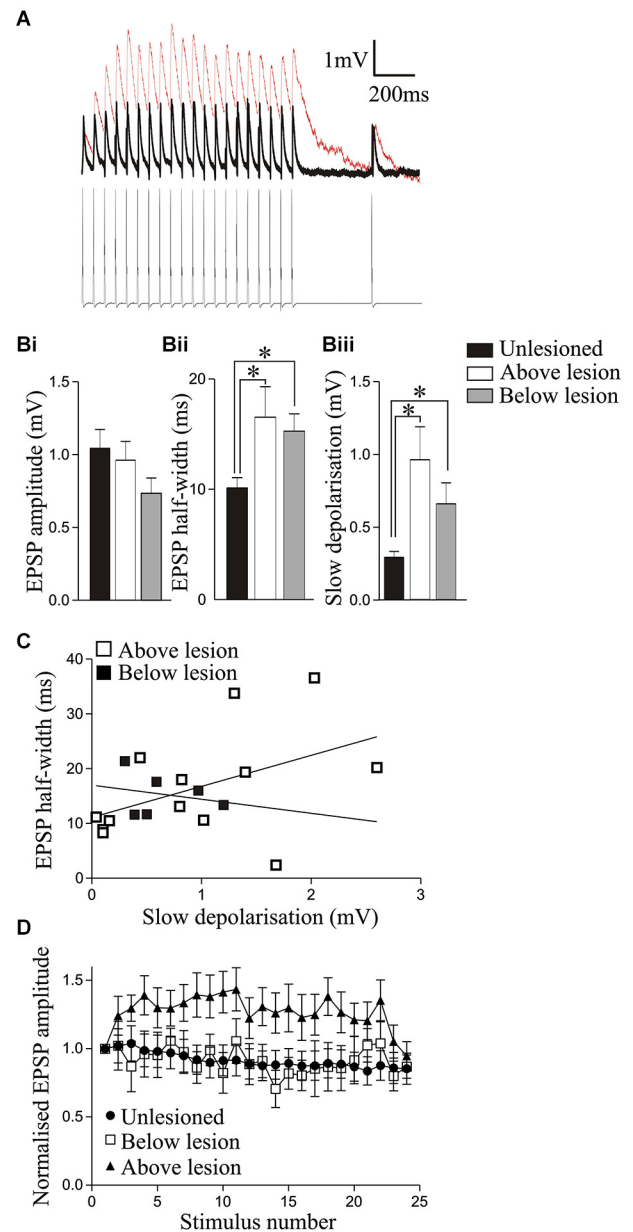 A
1mV
200ms
Bi
Bii
Biii
Unlesioned
Above lesion
Below lesion
EPSP amplitude (mV)
1.5
1.0
0.5
0.0
EPSP half-width (ms)
20
10
0
* *
Slow depolarisation (mV)
1.5
1.0
0.5
0.0
* *
C
Above lesion
Below lesion
EPSP half-width (ms)
40
30
20
10
0
0 1 2 3
Slow depolarisation (mV)
D
Normalised EPSP amplitude
1.5
1.0
0.5
0.0
Unlesioned
Below lesion
Above lesion
0 5 10 15 20 25
Stimulus number